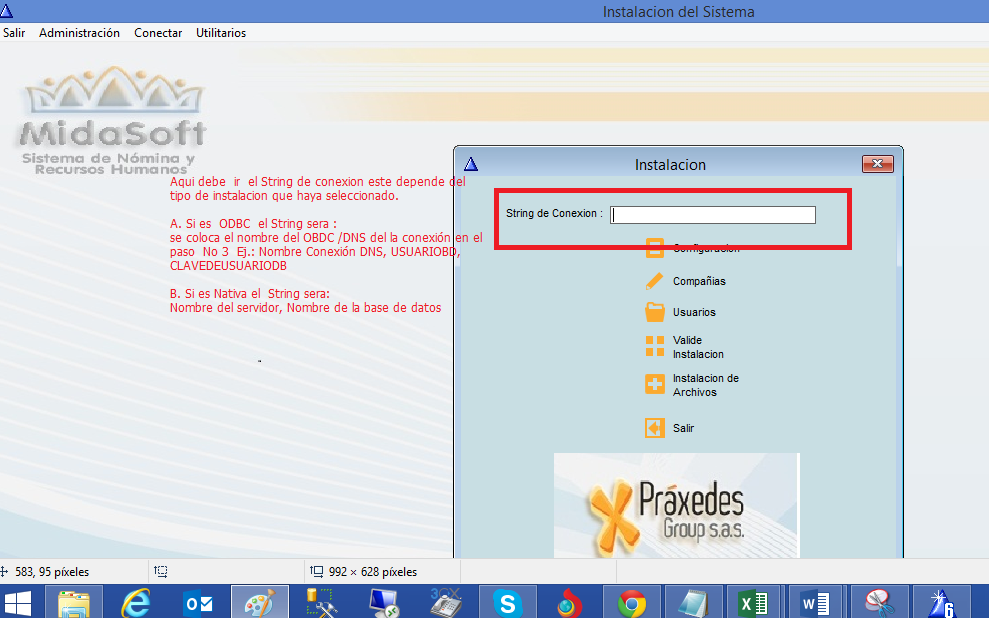 Instalacion del Sistema
Salir Administración Conectar Utilitarios
MidaSoft
Sistema de Nómina y
Recursos Humanos
Aqui debe ir el String de conexion este depende del
tipo de instalacion que haya seleccionado.
A. Si es ODBC el String sera :
se coloca el nombre del OBDC /DNS del la conexión en el
paso No 3 Ej.: Nombre Conexión DNS, USUARIOBD,
CLAVEDEUSUARIODB
B. Si es Nativa el String sera:
Nombre del servidor, Nombre de la base de datos
Instalacion
String de Conexion :
Configuracion
Compañias
Usuarios
Valide
Instalacion
Instalacion de
Archivos
Salir
Práxedes
Group s.a.s.
583, 95 píxeles
992 × 628 píxeles
3CX
6